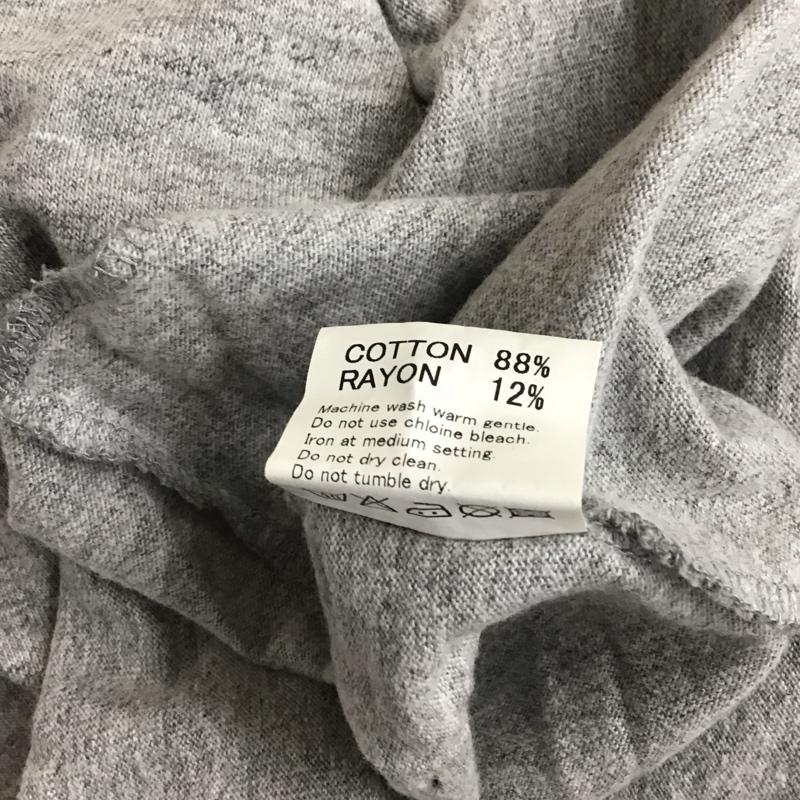 COTTON 88%
RAYON 12%
Machine wash warm gentle.
Do not use chloine bleach.
Iron at medium setting.
Do not dry clean.
Do not tumble dry.